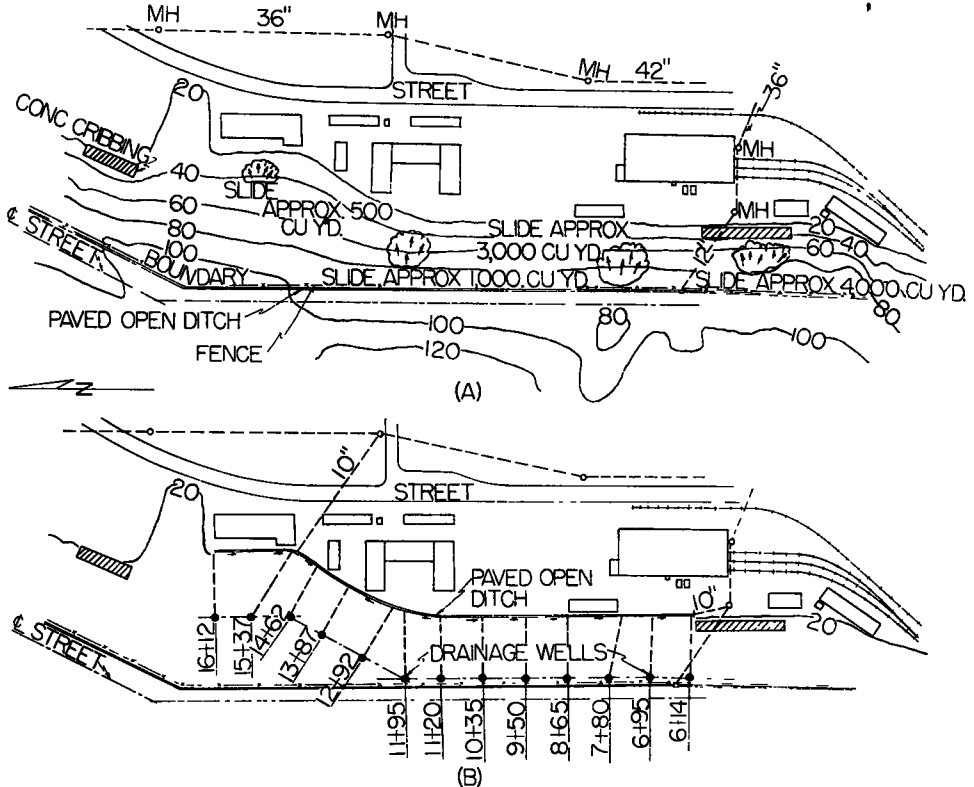 MH
36"
MH
MH 42"
36"
STREET
20
CONC CRIBBING
MH
40
SLIDE
APPROX. 500
CU YD.
MH
60
SLIDE APPROX
20
40
80
3,000 CU YD.
12"
60
℄ STREET
100
BOUNDARY
SLIDE APPROX 1,000 CU YD.
SLIDE APPROX 4000 CU YD.
80
PAVED OPEN DITCH
100
80
100
FENCE
120
N
(A)
10"
20
STREET
PAVED OPEN
DITCH
10"
20
℄ STREET
DRAINAGE WELLS
16+12
15+37
14+62
13+87
12+92
11+95
11+20
10+35
9+50
8+65
7+80
6+95
6+14
(B)